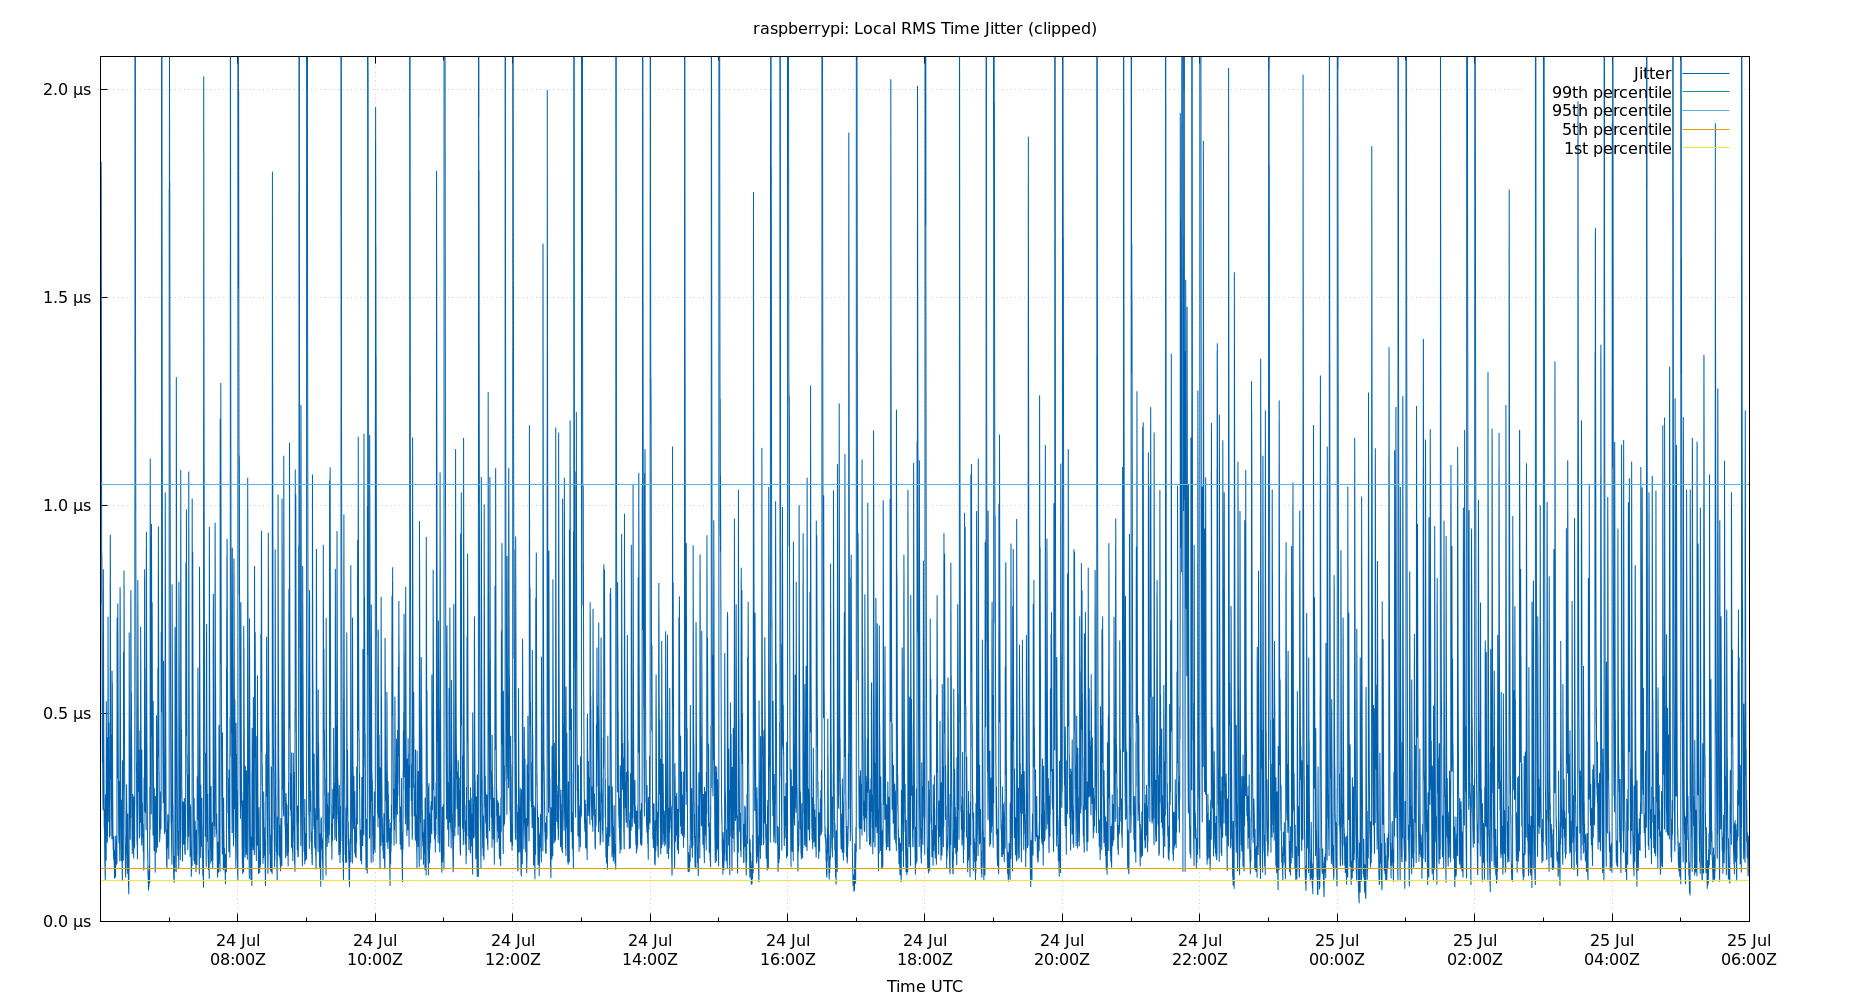 raspberrypi: Local RMS Time Jitter (clipped)
Jitter
99th percentile
95th percentile
5th percentile
1st percentile
2.0 µs
1.5 µs
1.0 µs
0.5 µs
0.0 µs
24 Jul 24 Jul 24 Jul 24 Jul 24 Jul 24 Jul 24 Jul 24 Jul 25 Jul 25 Jul 25 Jul 25 Jul
08:00Z 10:00Z 12:00Z 14:00Z 16:00Z 18:00Z 20:00Z 22:00Z 00:00Z 02:00Z 04:00Z 06:00Z
Time UTC